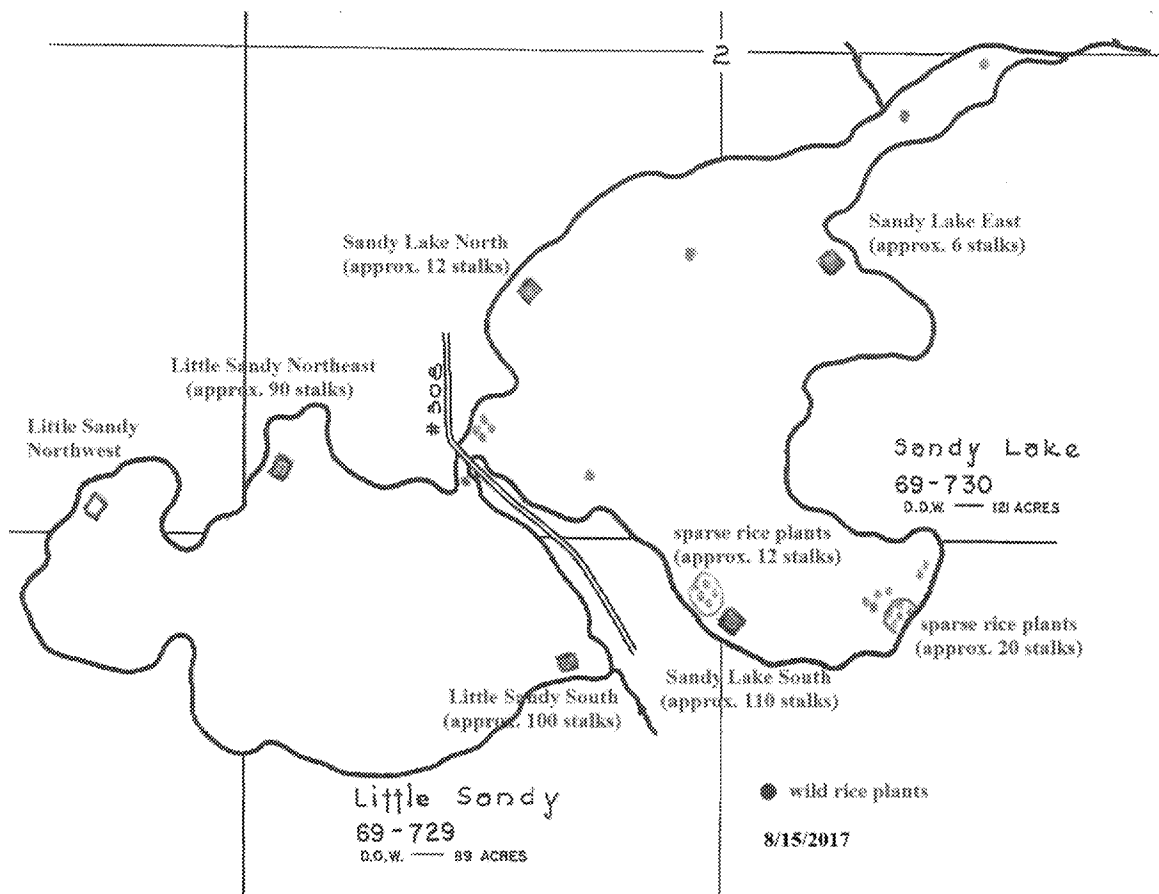 2
Sandy Lake East
(approx. 6 stalks)
Sandy Lake North
(approx. 12 stalks)
#308
Little Sandy Northeast
(approx. 90 stalks)
Little Sandy
Northwest
Sandy Lake
69-730
D.O.W. — 121 ACRES
sparse rice plants
(approx. 12 stalks)
sparse rice plants
(approx. 20 stalks)
Sandy Lake South
(approx. 110 stalks)
Little Sandy South
(approx. 100 stalks)
Little Sandy
69-729
D.O.W. — 89 ACRES
wild rice plants
8/15/2017